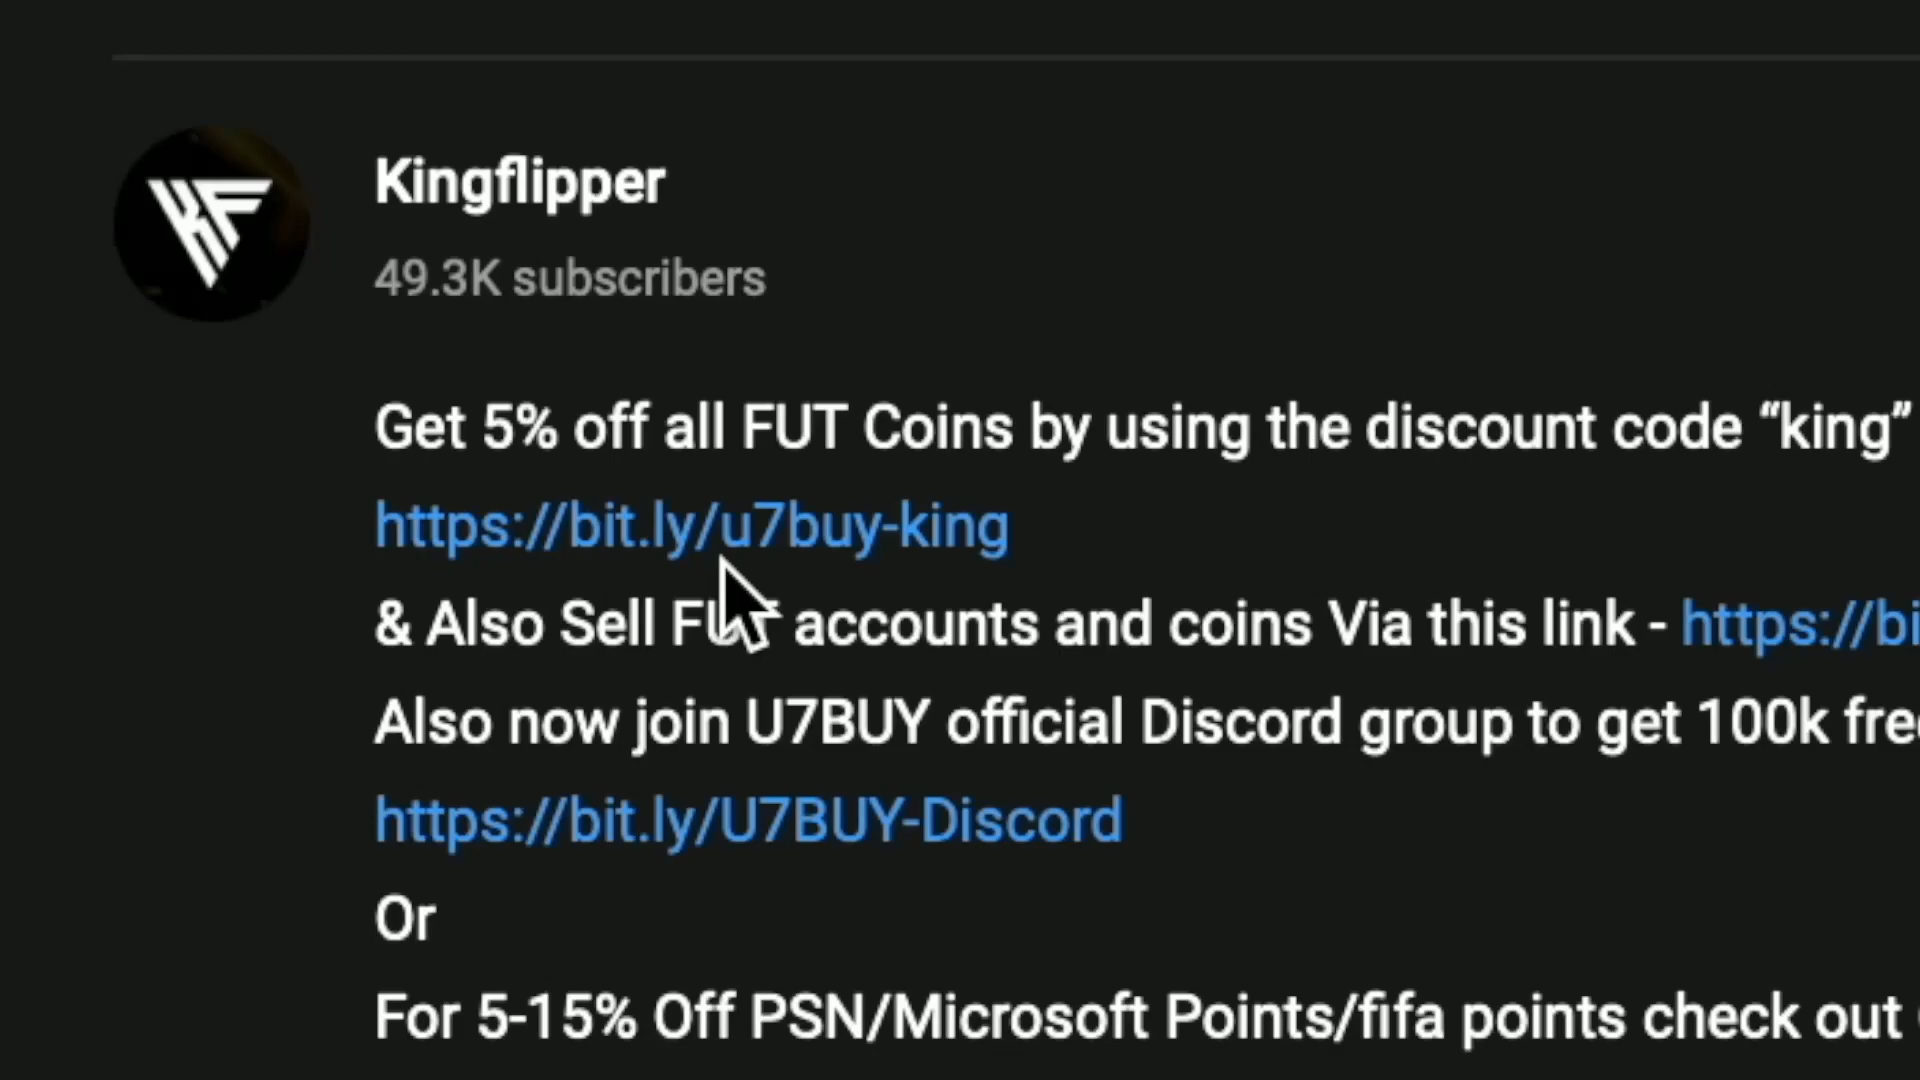 KF
Kingflipper
49.3K subscribers
Get 5% off all FUT Coins by using the discount code “king”
https://bit.ly/u7buy-king
& Also Sell FUT accounts and coins Via this link - https://bi
Also now join U7BUY official Discord group to get 100k fre
https://bit.ly/U7BUY-Discord
Or
For 5-15% Off PSN/Microsoft Points/fifa points check out